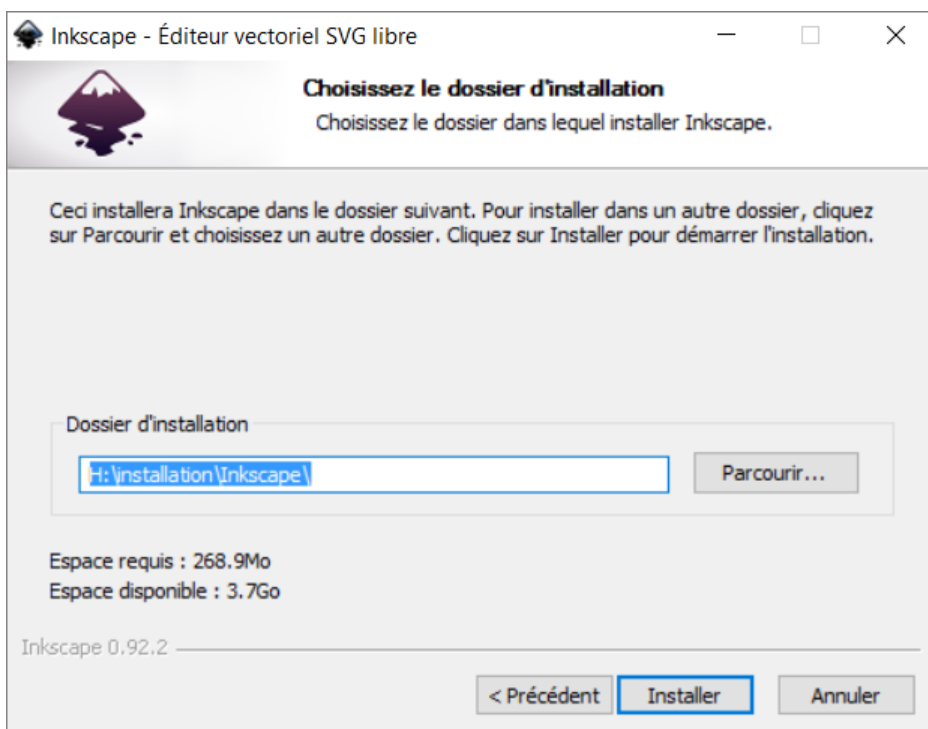 Inkscape - Éditeur vectoriel SVG libre
Choisissez le dossier d'installation
Choisissez le dossier dans lequel installer Inkscape.
Ceci installera Inkscape dans le dossier suivant. Pour installer dans un autre dossier, cliquez
sur Parcourir et choisissez un autre dossier. Cliquez sur Installer pour démarrer l'installation.
Dossier d'installation
H:\installation\Inkscape\
Parcourir...
Espace requis : 268.9Mo
Espace disponible : 3.7Go
Inkscape 0.92.2
< Précédent
Installer
Annuler